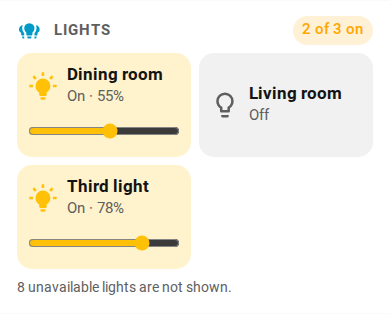 LIGHTS
2 of 3 on
Dining room
On · 55%
Living room
Off
Third light
On · 78%
8 unavailable lights are not shown.